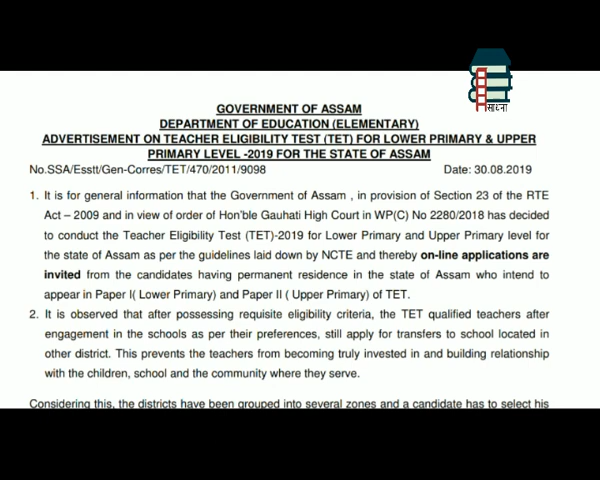 साधना
GOVERNMENT OF ASSAM
DEPARTMENT OF EDUCATION (ELEMENTARY)
ADVERTISEMENT ON TEACHER ELIGIBILITY TEST (TET) FOR LOWER PRIMARY & UPPER
PRIMARY LEVEL -2019 FOR THE STATE OF ASSAM
No.SSA/Esstt/Gen-Corres/TET/470/2011/9098 Date: 30.08.2019
1. It is for general information that the Government of Assam , in provision of Section 23 of the RTE
Act – 2009 and in view of order of Hon'ble Gauhati High Court in WP(C) No 2280/2018 has decided
to conduct the Teacher Eligibility Test (TET)-2019 for Lower Primary and Upper Primary level for
the state of Assam as per the guidelines laid down by NCTE and thereby on-line applications are
invited from the candidates having permanent residence in the state of Assam who intend to
appear in Paper I( Lower Primary) and Paper II ( Upper Primary) of TET.
2. It is observed that after possessing requisite eligibility criteria, the TET qualified teachers after
engagement in the schools as per their preferences, still apply for transfers to school located in
other district. This prevents the teachers from becoming truly invested in and building relationship
with the children, school and the community where they serve.
Considering this, the districts have been grouped into several zones and a candidate has to select his